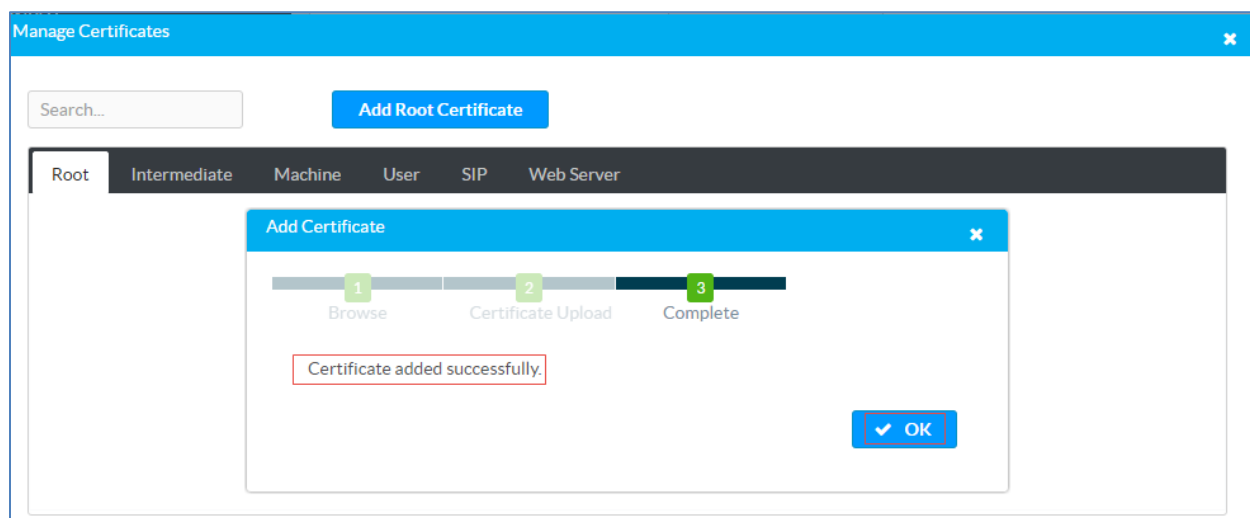 Manage Certificates
Search...
Add Root Certificate
Root Intermediate Machine User SIP Web Server
Add Certificate
1 2 3
Browse Certificate Upload Complete
Certificate added successfully.
OK